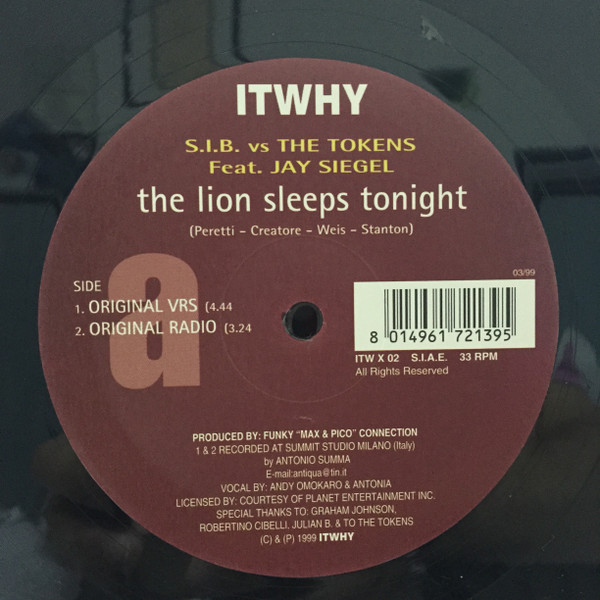 ITWHY
S.I.B. vs THE TOKENS
Feat. JAY SIEGEL
the lion sleeps tonight
(Peretti - Creatore - Weis - Stanton)
a
SIDE
1. ORIGINAL VRS (4.44
2. ORIGINAL RADIO (3.24
03/99
8 014961 721395
ITW X 02 S.I.A.E. 33 RPM
All Rights Reserved
PRODUCED BY: FUNKY "MAX & PICO" CONNECTION
1 & 2 RECORDED AT SUMMIT STUDIO MILANO (Italy)
by ANTONIO SUMMA
E-mail:antiqua@tin.it
VOCAL BY: ANDY OMOKARO & ANTONIA
LICENSED BY: COURTESY OF PLANET ENTERTAINMENT INC.
SPECIAL THANKS TO: GRAHAM JOHNSON,
ROBERTINO CIBELLI, JULIAN B. & TO THE TOKENS
(C) & (P) 1999 ITWHY